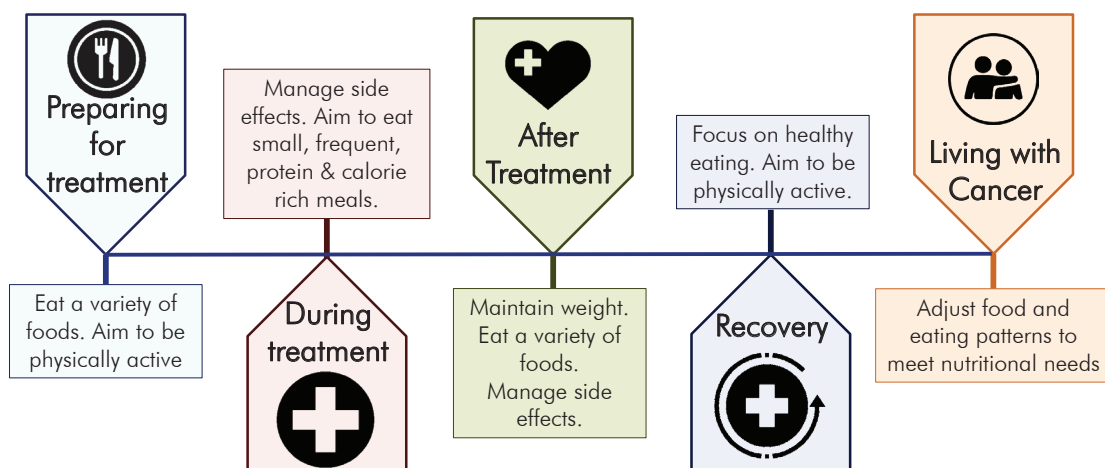 Preparing
for
treatment
Eat a variety of
foods. Aim to be
physically active
Manage side
effects. Aim to eat
small, frequent,
protein & calorie
rich meals.
During
treatment
After
Treatment
Maintain weight.
Eat a variety of
foods.
Manage side
effects.
Focus on healthy
eating. Aim to be
physically active.
Recovery
Living with
Cancer
Adjust food and
eating patterns to
meet nutritional needs